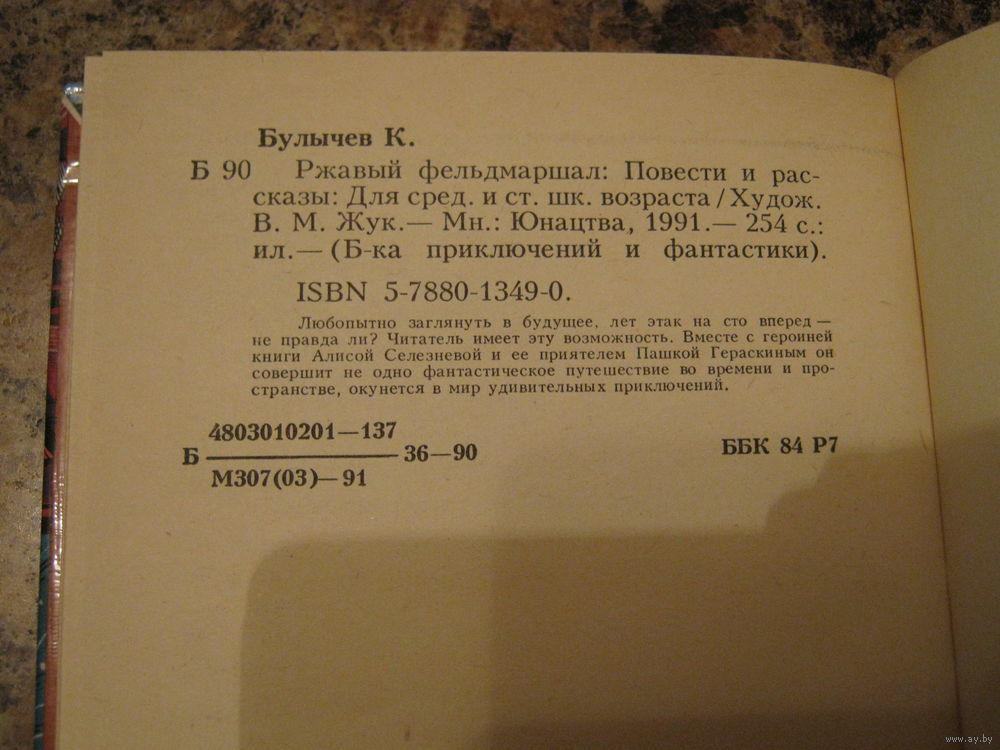 Булычев К.
Б 90 Ржавый фельдмаршал: Повести и рас-
сказы: Для сред. и ст. шк. возраста / Худож.
В. М. Жук.— Мн.: Юнацтва, 1991.— 254 с.:
ил.— (Б-ка приключений и фантастики).
ISBN 5-7880-1349-0.
Любопытно заглянуть в будущее, лет этак на сто вперед —
не правда ли? Читатель имеет эту возможность. Вместе с героиней
книги Алисой Селезневой и ее приятелем Пашкой Гераскиным он
совершит не одно фантастическое путешествие во времени и про-
странстве, окунется в мир удивительных приключений.
4803010201—137
Б 36—90
М307(03)—91
ББК 84 Р7
www.ay.by